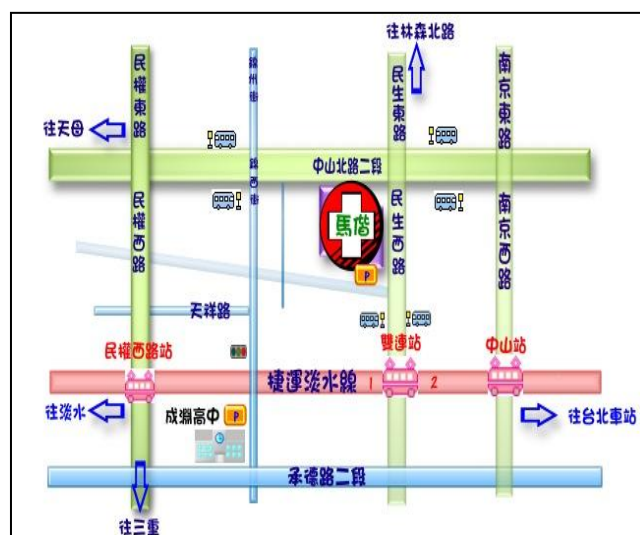 往林森北路
民權東路
錦州街
民生東路
南京東路
往天母
中山北路二段
錦西街
馬偕
P
民權西路
民生西路
南京西路
天祥路
民權西路站
雙連站
中山站
捷運淡水線
1
2
往淡水
成淵高中
P
往台北車站
承德路二段
往三重